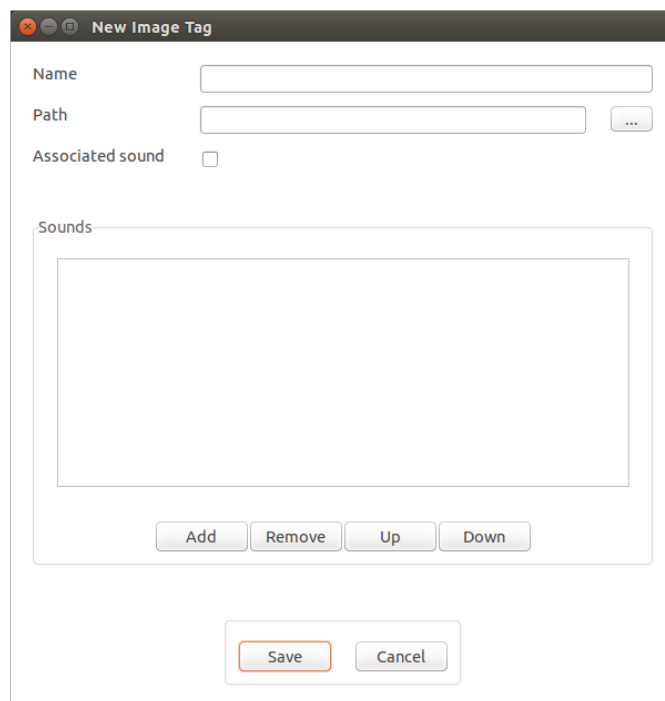 New Image Tag
Name
Path
...
Associated sound
Sounds
Add Remove Up Down
Save Cancel